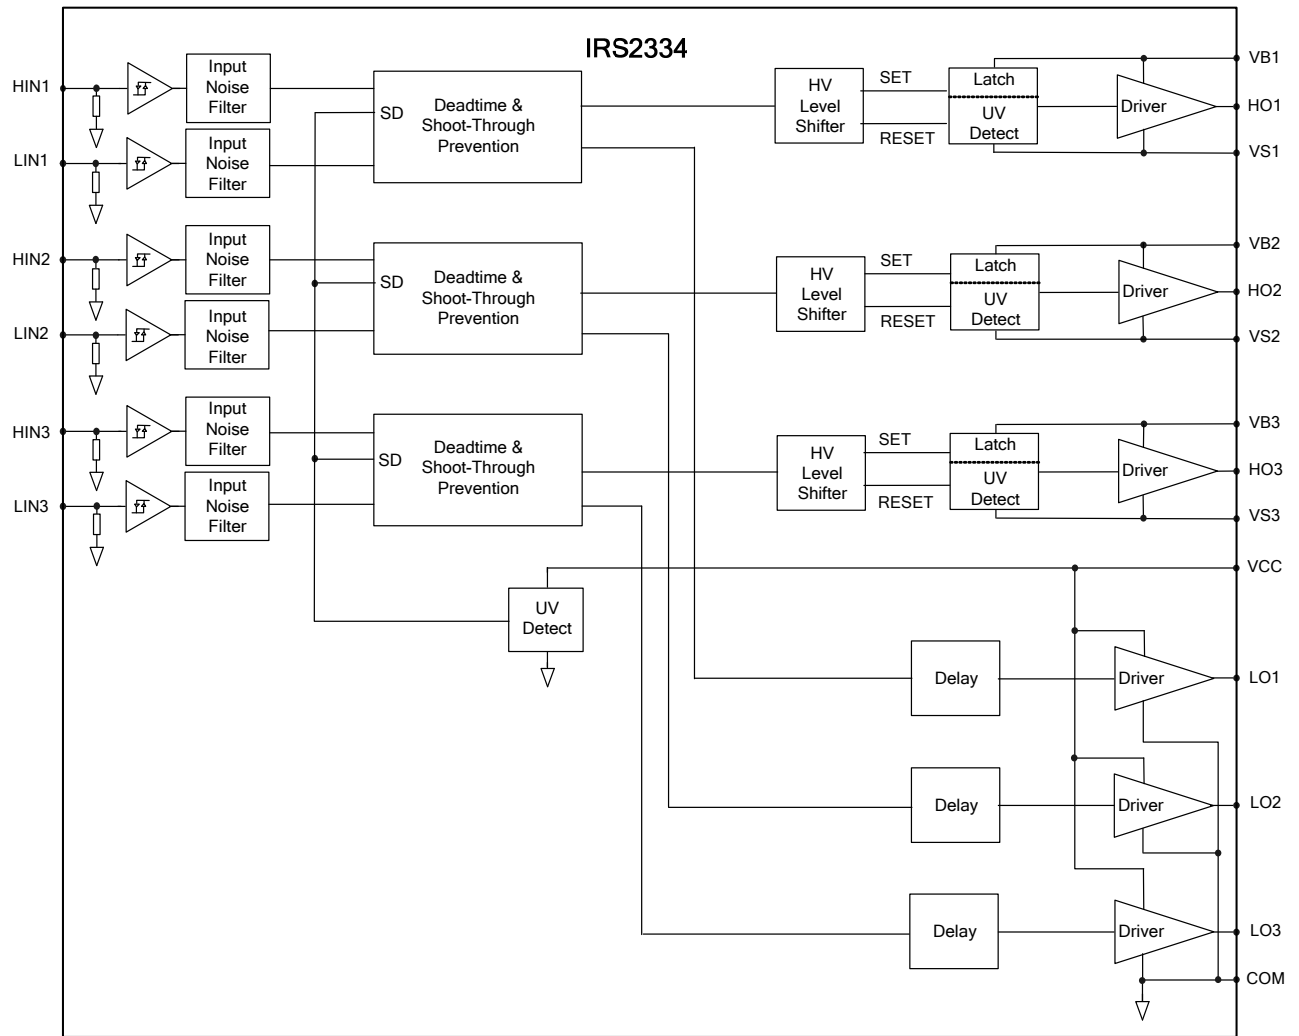 IRS2334
HIN1
Input
Noise
Filter
LIN1
Input
Noise
Filter
SD
Deadtime &
Shoot-Through
Prevention
HV
Level
Shifter
SET
RESET
Latch
UV
Detect
Driver
VB1
HO1
VS1
HIN2
Input
Noise
Filter
LIN2
Input
Noise
Filter
SD
Deadtime &
Shoot-Through
Prevention
HV
Level
Shifter
SET
RESET
Latch
UV
Detect
Driver
VB2
HO2
VS2
HIN3
Input
Noise
Filter
LIN3
Input
Noise
Filter
SD
Deadtime &
Shoot-Through
Prevention
HV
Level
Shifter
SET
RESET
Latch
UV
Detect
Driver
VB3
HO3
VS3
VCC
UV
Detect
Delay
Driver
LO1
Delay
Driver
LO2
Delay
Driver
LO3
COM